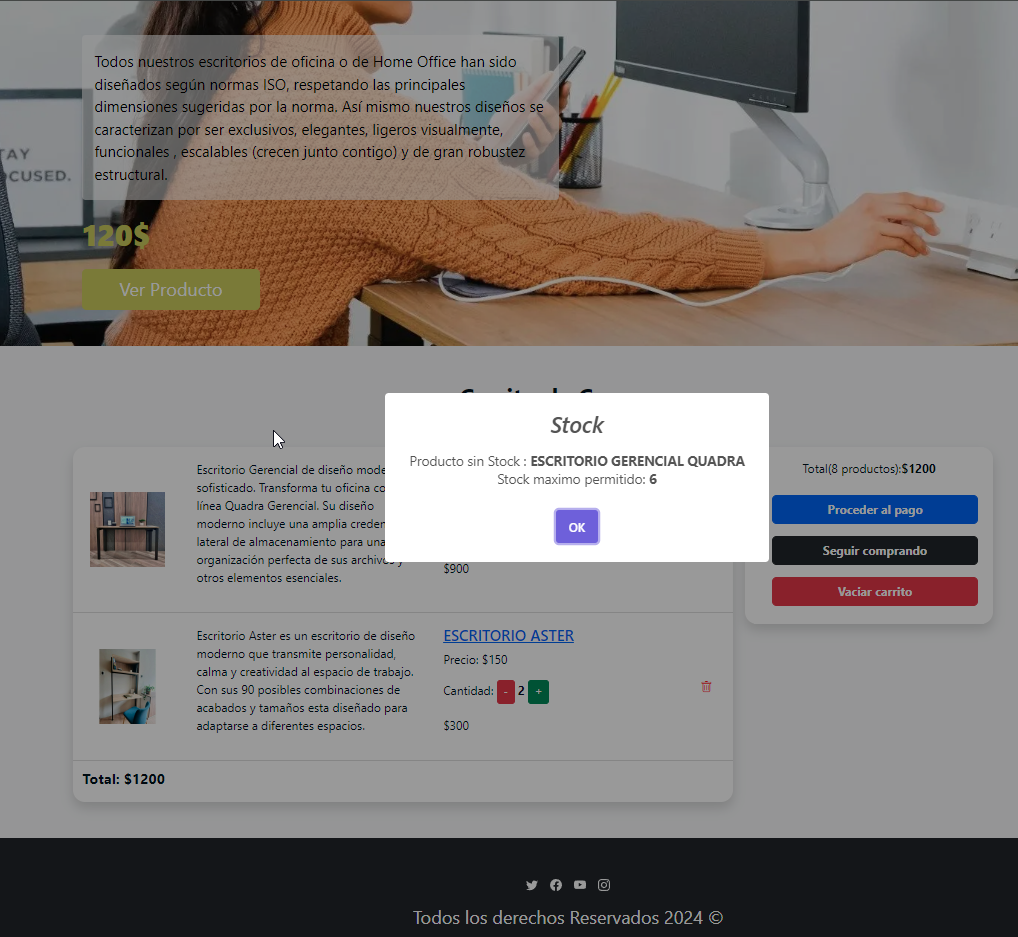 Todos nuestros escritorios de oficina o de Home Office han sido
diseñados según normas ISO, respetando las principales
dimensiones sugeridas por la norma. Así mismo nuestros diseños se
caracterizan por ser exclusivos, elegantes, ligeros visualmente,
funcionales , escalables (crecen junto contigo) y de gran robustez
estructural.
TAY
OCUSED.
120$
Ver Producto
Stock
Producto sin Stock : ESCRITORIO GERENCIAL QUADRA
Stock maximo permitido: 6
OK
Escritorio Gerencial de diseño
sofisticado. Transforma tu oficina
línea Quadra Gerencial. Su diseño
moderno incluye una amplia
lateral de almacenamiento para una
organización perfecta de sus archivos y
otros elementos esenciales.
$900
Escritorio Aster es un escritorio de diseño
moderno que transmite personalidad,
calma y creatividad al espacio de trabajo.
Con sus 90 posibles combinaciones de
acabados y tamaños esta diseñado para
adaptarse a diferentes espacios.
ESCRITORIO ASTER
Precio: $150
Cantidad: - 2 +
$300
Total: $1200
Total(8 productos):$1200
Proceder al pago
Seguir comprando
Vaciar carrito
Todos los derechos Reservados 2024 ©